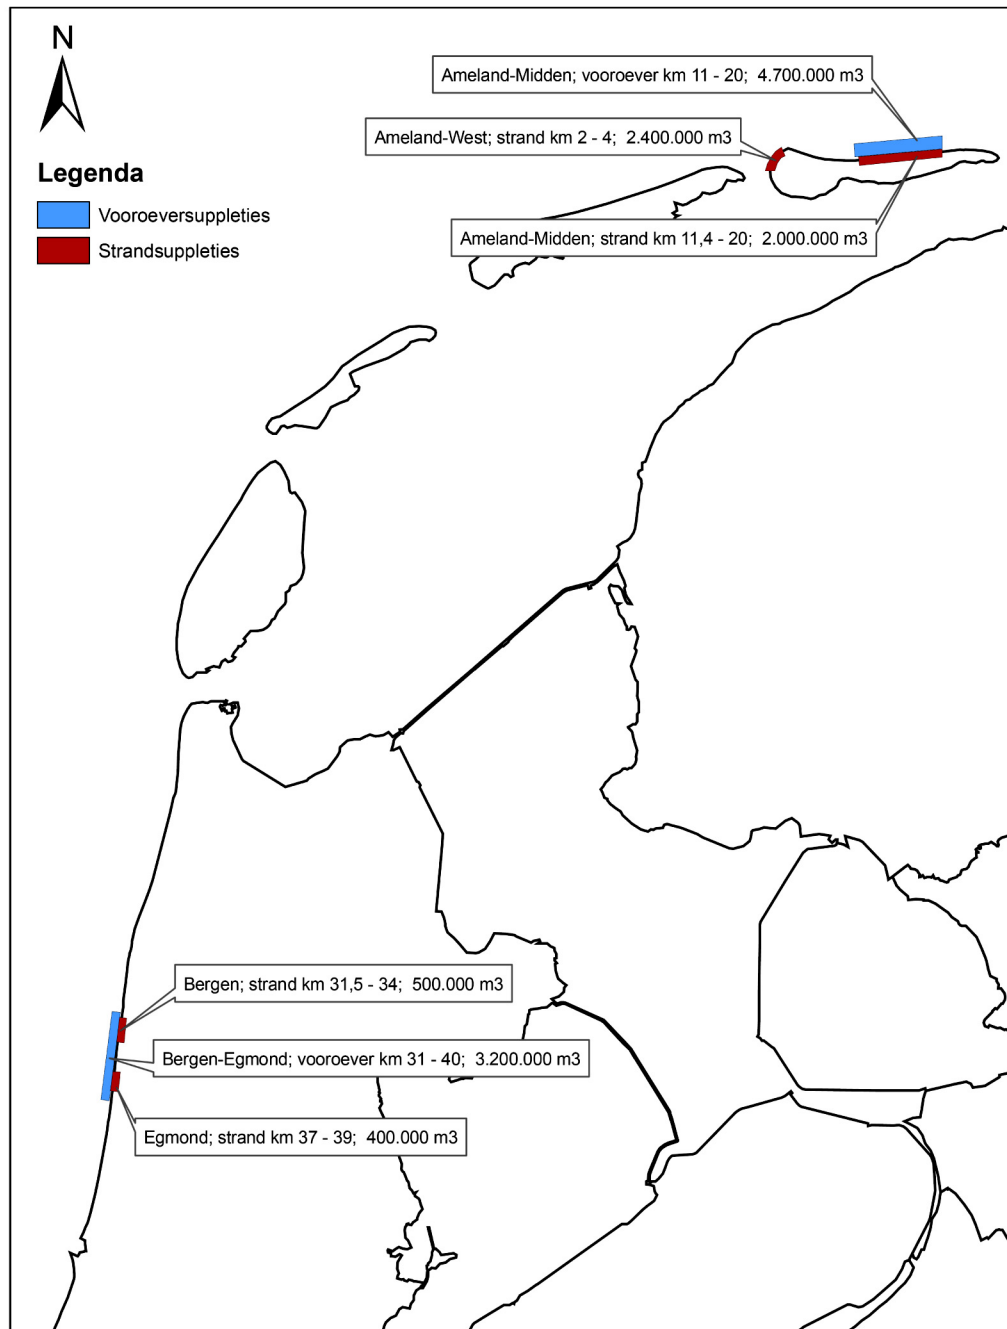 N
Legenda
Vooroeversuppleties
Strandsuppleties
Ameland-Midden; vooroever km 11 - 20; 4.700.000 m3
Ameland-West; strand km 2 - 4; 2.400.000 m3
Ameland-Midden; strand km 11,4 - 20; 2.000.000 m3
Bergen; strand km 31,5 - 34; 500.000 m3
Bergen-Egmond; vooroever km 31 - 40; 3.200.000 m3
Egmond; strand km 37 - 39; 400.000 m3